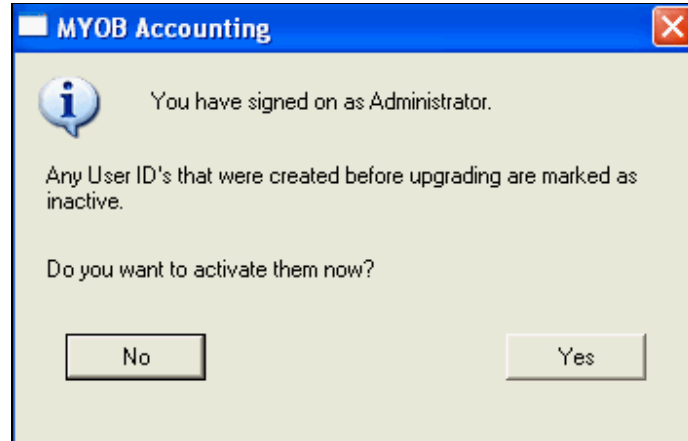 MYOB Accounting
You have signed on as Administrator.
Any User ID's that were created before upgrading are marked as
inactive.
Do you want to activate them now?
No
Yes